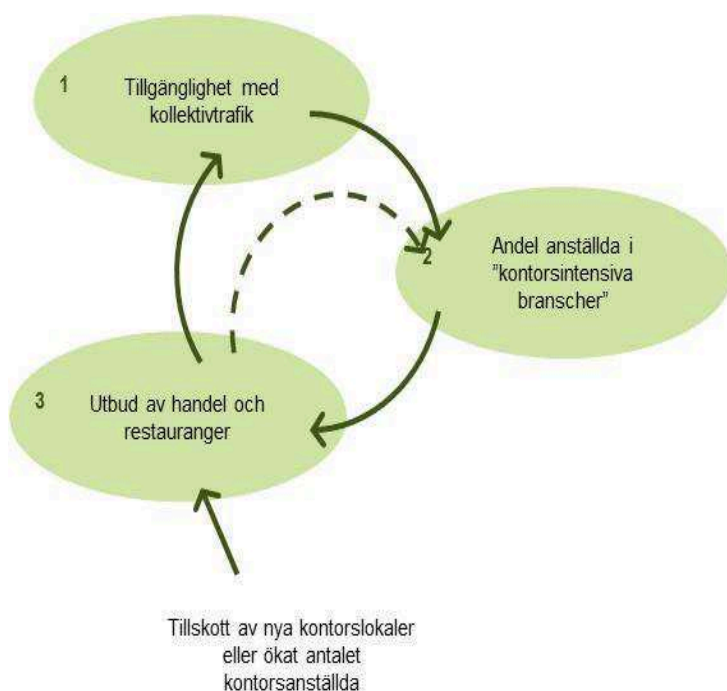 1
Tillgänglighet med
kollektivtrafik
2
Andel anställda i
”kontorsintensiva
branscher”
3
Utbud av handel och
restauranger
Tillskott av nya kontorslokaler
eller ökat antalet
kontorsanställda